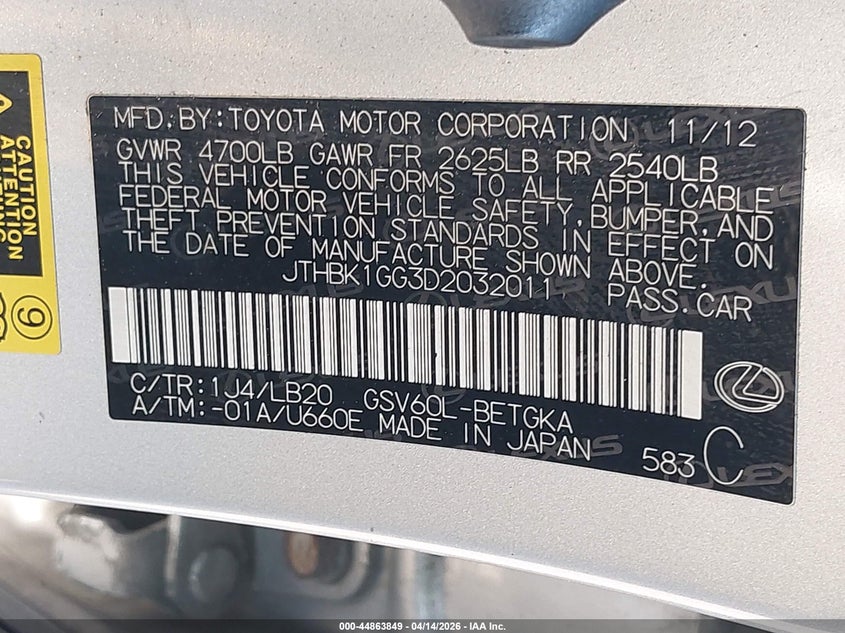 MFD. BY: TOYOTA MOTOR CORPORATION 11/12
GVWR 4700LB GAWR FR 2625LB RR 2540LB
THIS VEHICLE CONFORMS TO ALL APPLICABLE
FEDERAL MOTOR VEHICLE SAFETY, BUMPER, AND
THEFT PREVENTION STANDARDS IN EFFECT ON
THE DATE OF MANUFACTURE SHOWN ABOVE.
JTHBK1GG3D2032011 PASS.CAR
C/TR: 1J4/LB20 GSV60L-BETGKA
A/TM: -01A/U660E MADE IN JAPAN
583 C
CAUTION
ATTENTION
9
LEXUS
000-44863849 - 04/14/2026 - IAA Inc.